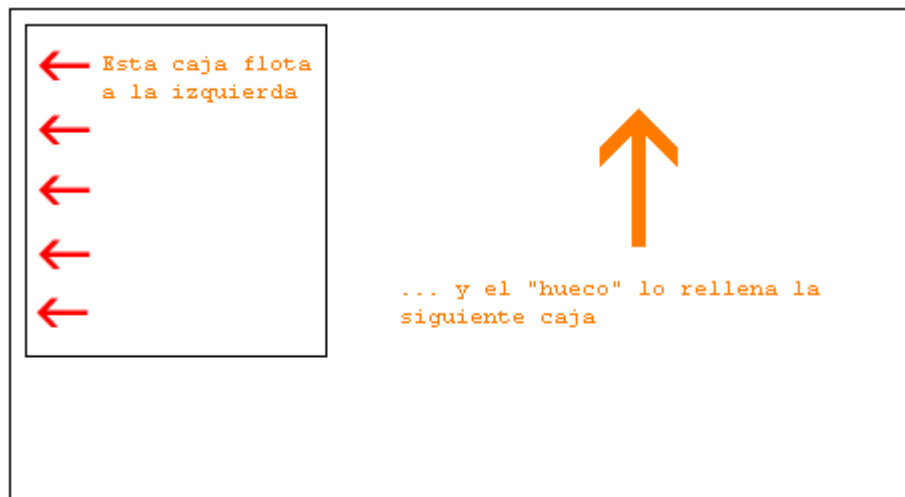 Esta caja flota
a la izquierda
... y el "hueco" lo rellena la
siguiente caja